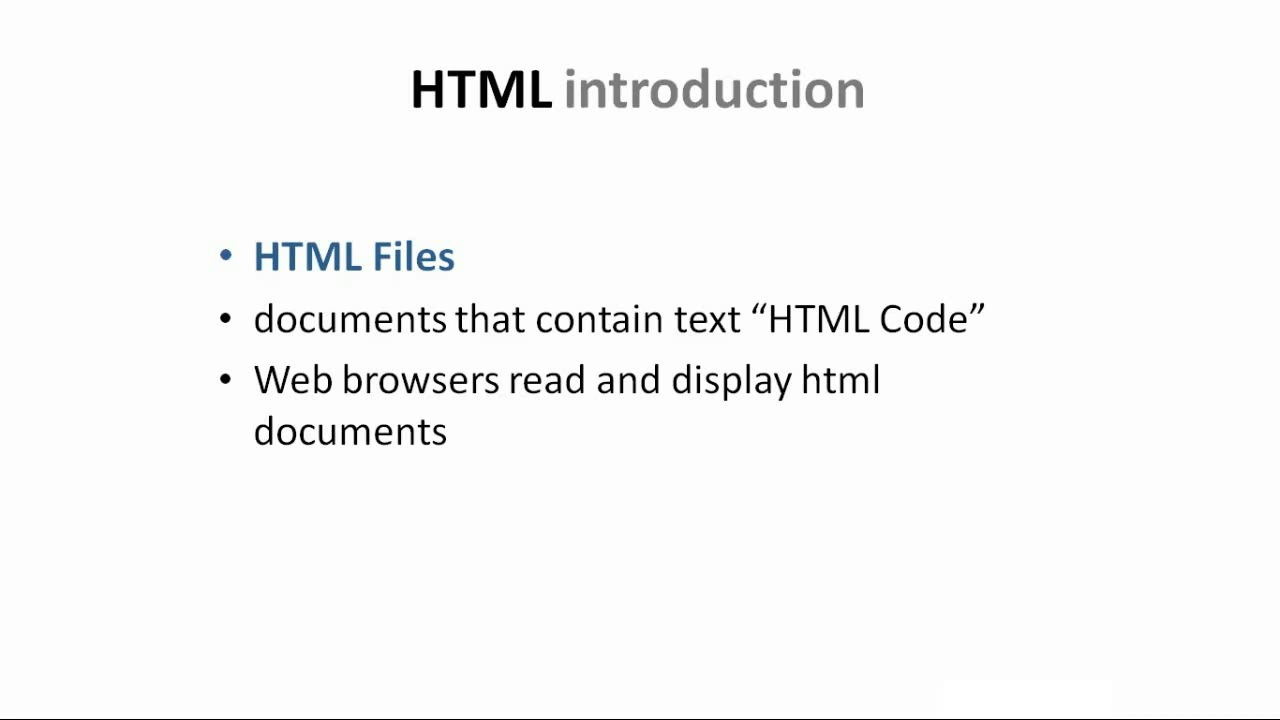 HTML introduction
• HTML Files
• documents that contain text “HTML Code”
• Web browsers read and display html
documents